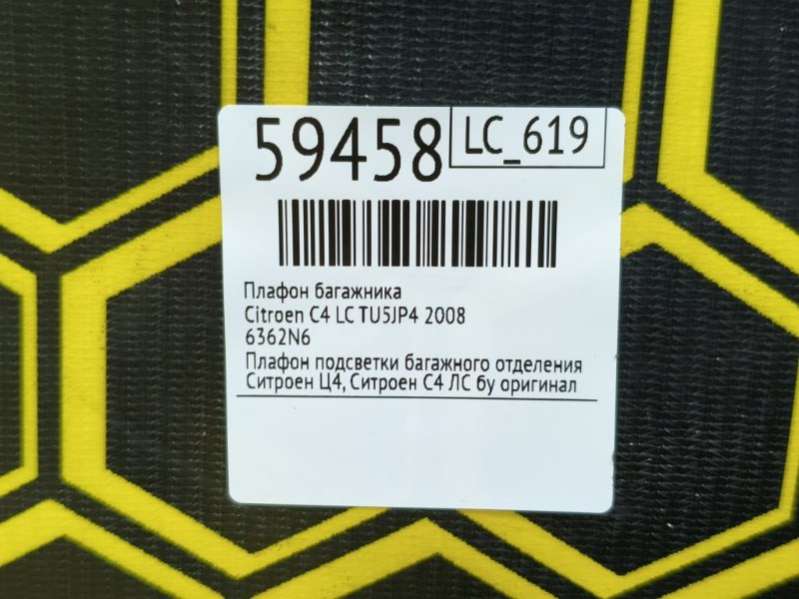 59458
LC_619
Плафон багажника
Citroen C4 LC TU5JP4 2008
6362N6
Плафон подсветки багажного отделения
Ситроен Ц4, Ситроен С4 ЛС бу оригинал